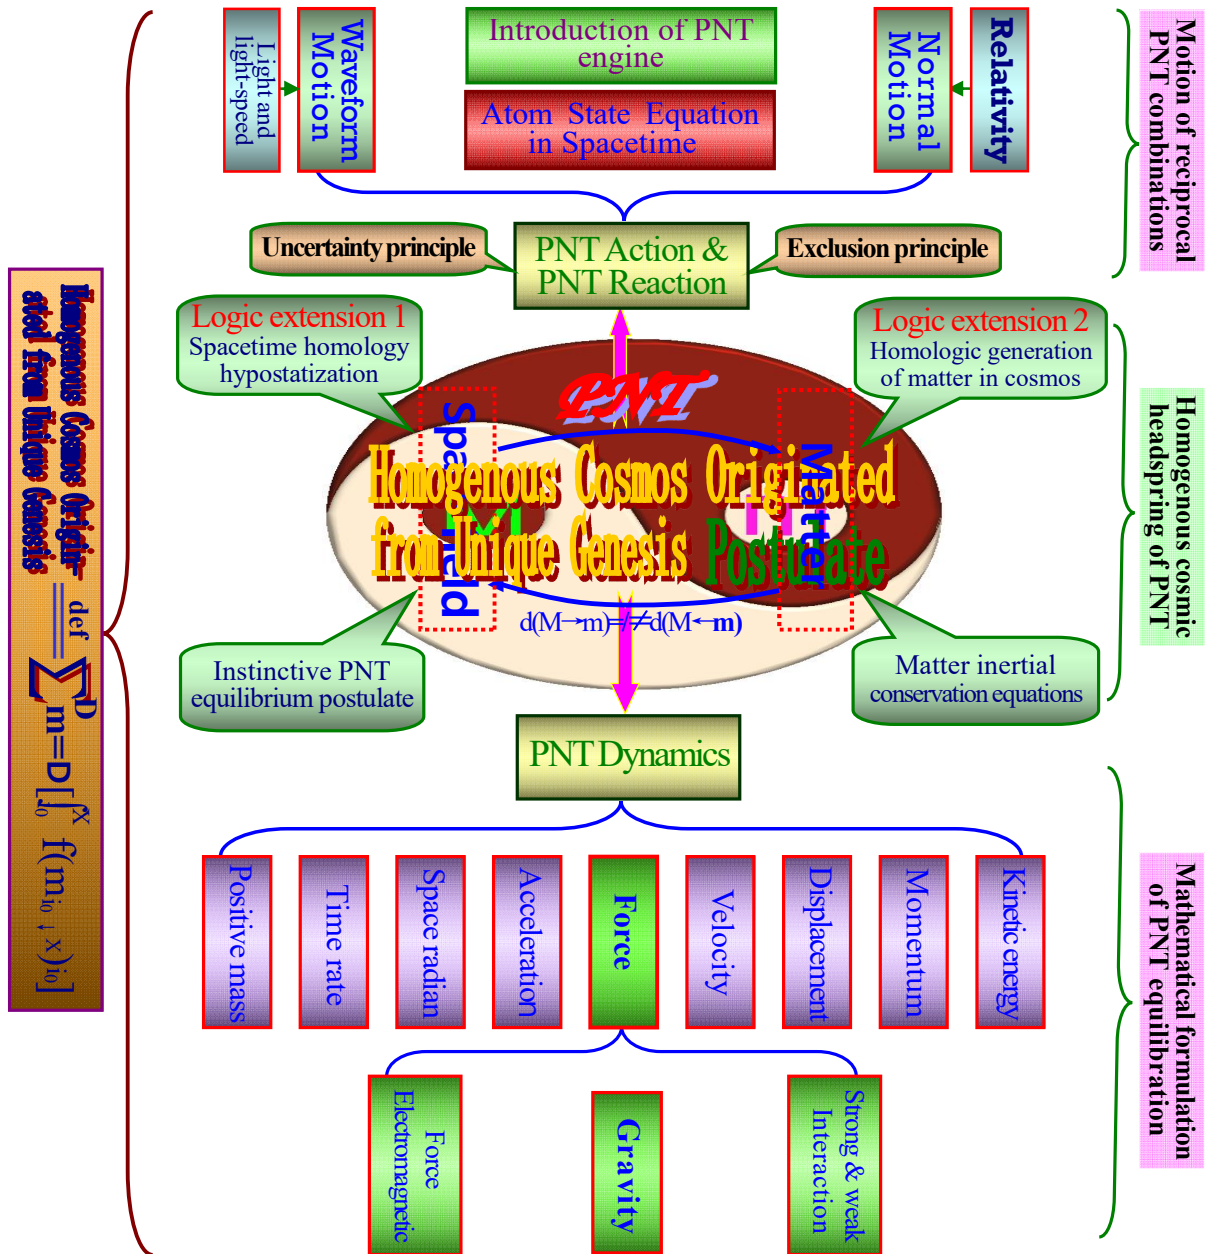 Introduction of PNT
engine
Atom State Equation
in Spacetime
Waveform
Motion
Light and
light-speed
Normal
Motion
Relativity
Motion of reciprocal
PNT combinations
Uncertainty principle
PNT Action &
PNT Reaction
Exclusion principle
Logic extension 1
Spacetime homology
hypostatization
Logic extension 2
Homologic generation
of matter in cosmos
PNT
Homogenous Cosmos Originated
from Unique Genesis Postulate
Matter
M
d(M→m)=/≠d(M←m)
Instinctive PNT
equilibrium postulate
Matter inertial
conservation equations
Homogenous cosmic
headspring of PNT
Homogenous Cosmos Origin-
ated from Unique Genesis
def
D
∑
m=D
[∫₀ˣ f(m i₀ ↓ x) i₀]
PNT Dynamics
Positive mass
Time rate
Space radian
Acceleration
Force
Velocity
Displacement
Momentum
Kinetic energy
Mathematical formulation
of PNT equilibration
Force
Electromagnetic
Gravity
Strong & weak
Interaction